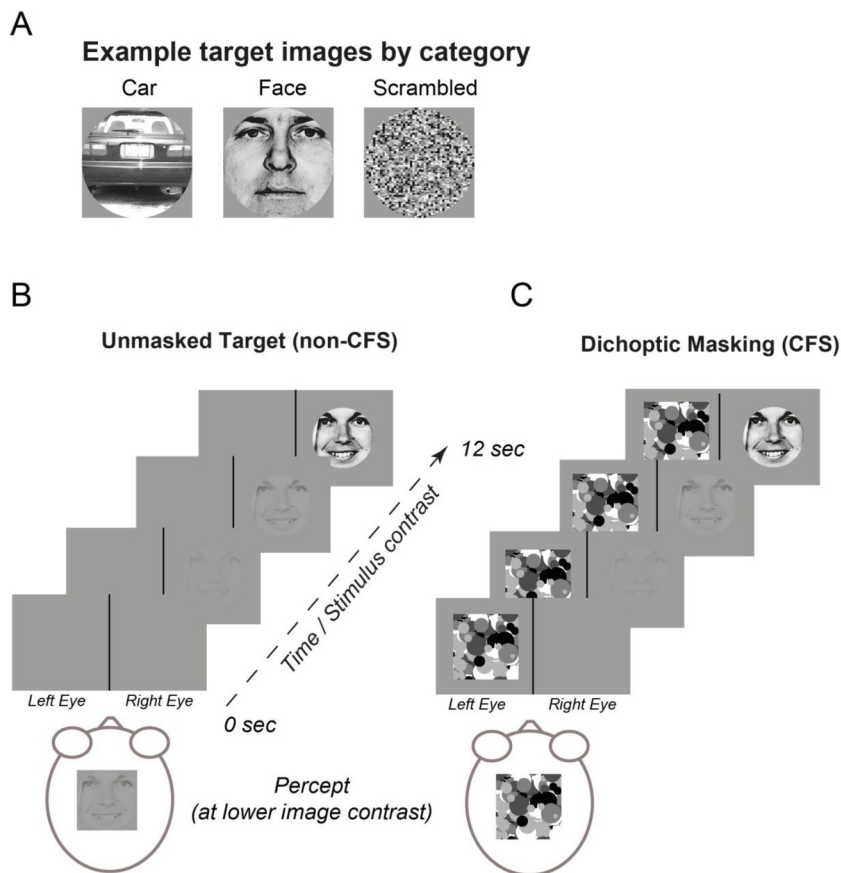 A
Example target images by category
Car Face Scrambled
B
Unmasked Target (non-CFS)
C
Dichoptic Masking (CFS)
12 sec
Time / Stimulus contrast
0 sec
Left Eye Right Eye
Left Eye Right Eye
Percept
(at lower image contrast)